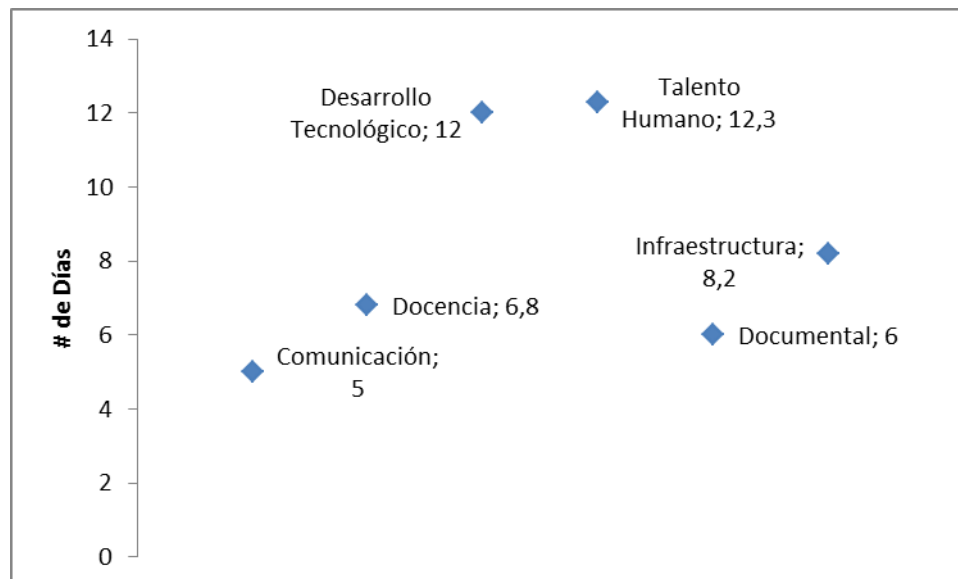 14
12
10
8
6
4
2
0
# de Días
Desarrollo
Tecnológico; 12
Talento
Humano; 12,3
Infraestructura;
8,2
Docencia; 6,8
Documental; 6
Comunicación;
5